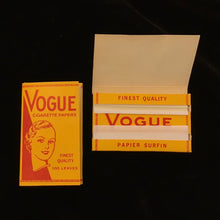 VOGUE
CIGARETTE PAPERS
FINEST
QUALITY
100 LEAVES
FINEST QUALITY
VOGUE
PAPIER SURFIN